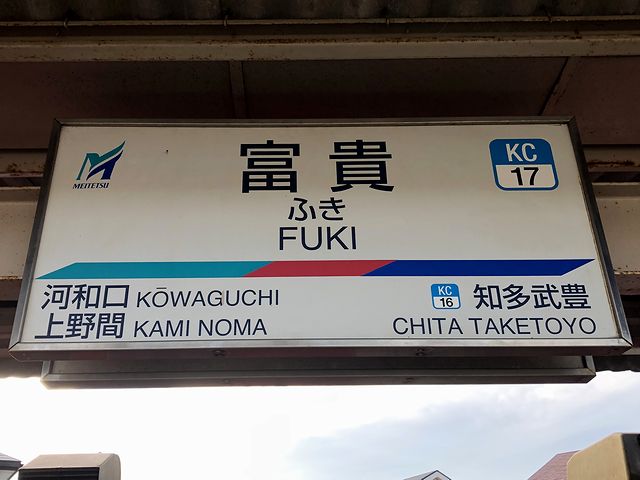 MEITETSU
富貴
ふき
FUKI
KC
17
河和口 KŌWAGUCHI
上野間 KAMI NOMA
KC
16
知多武豊
CHITA TAKETOYO